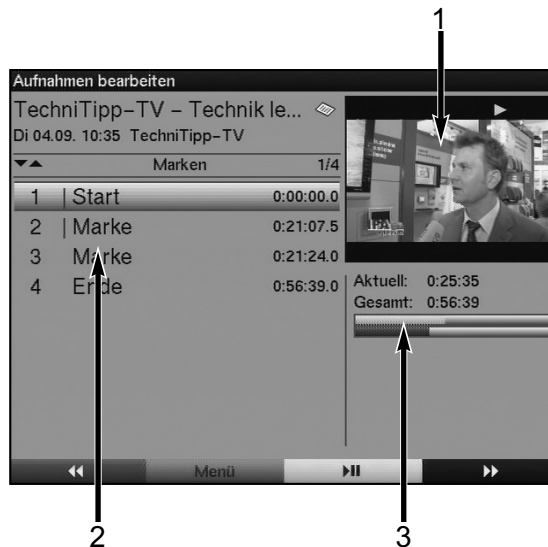 1
Aufnahmen bearbeiten
TechniTipp-TV – Technik le...
Di 04.09. 10:35 TechniTipp-TV
Marken 1/4
1 | Start 0:00:00.0
2 | Marke 0:21:07.5
3 Marke 0:21:24.0
4 Ende 0:56:39.0
Aktuell: 0:25:35
Gesamt: 0:56:39
Menü
2 3